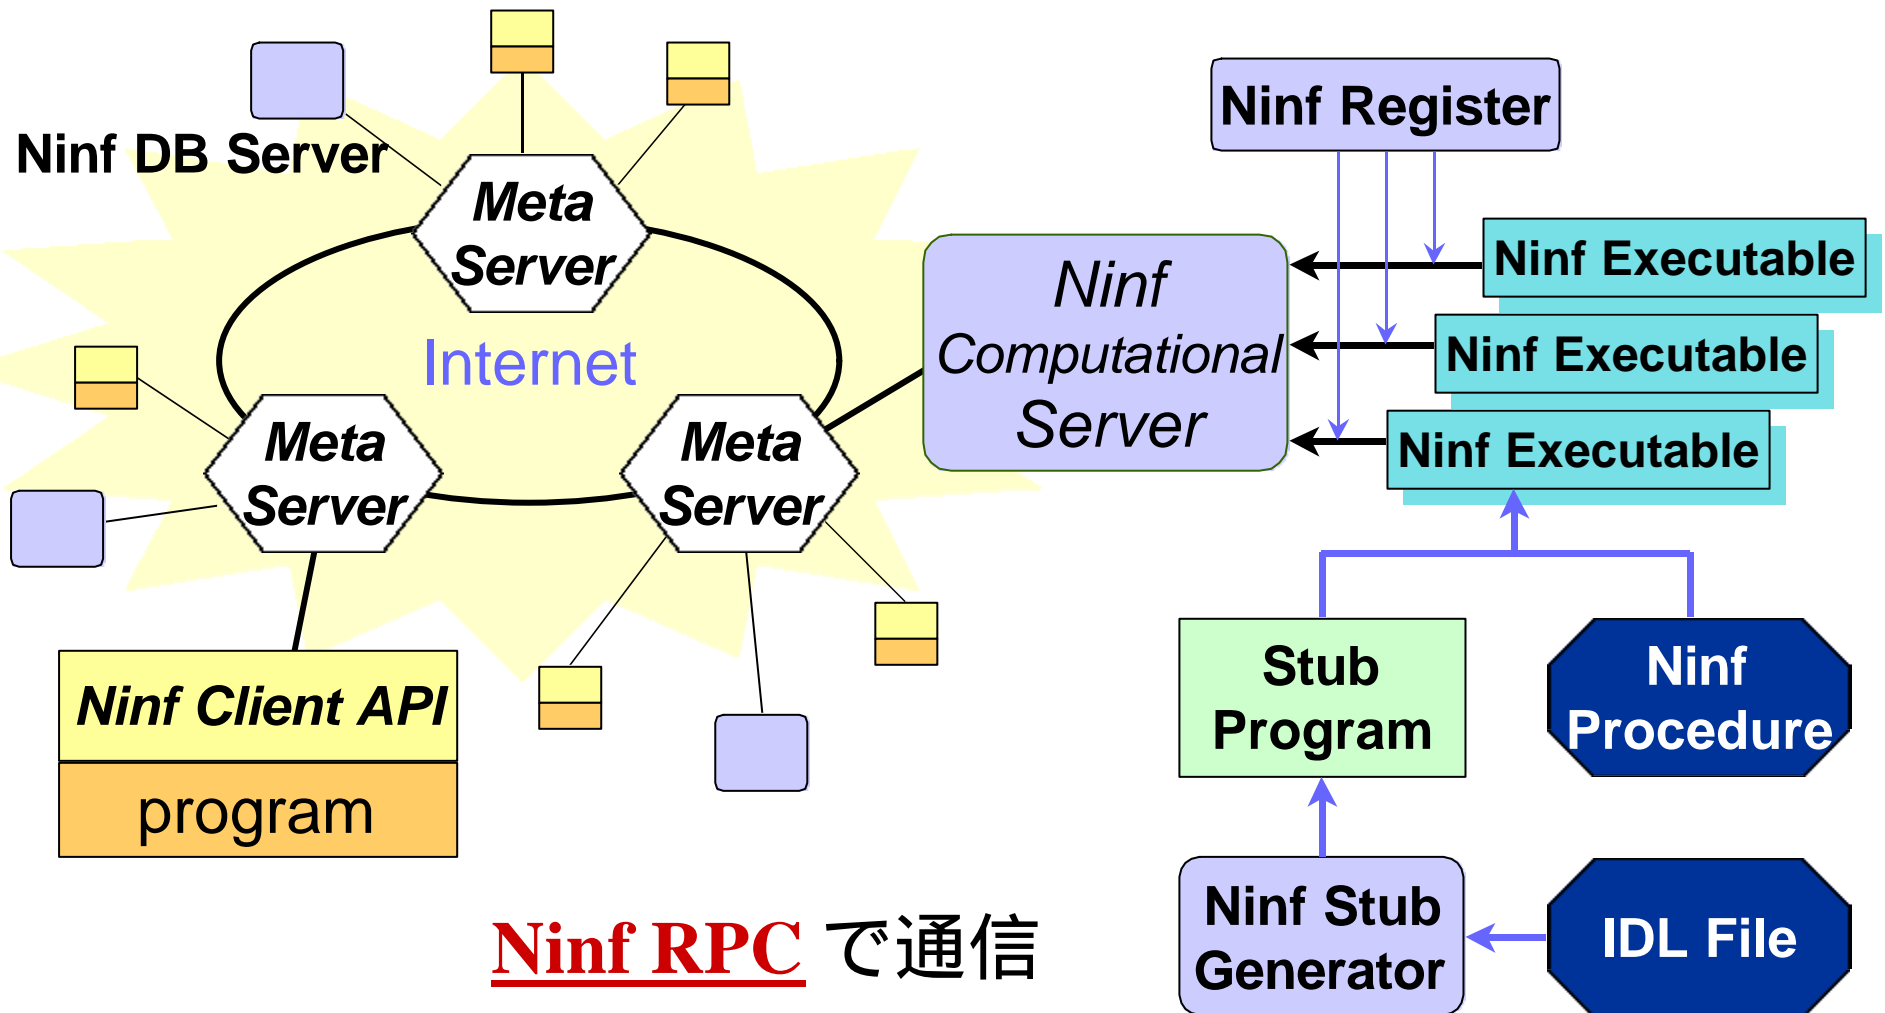 Ninf DB Server
Meta
Server
Internet
Meta
Server
Meta
Server
Ninf Client API
program
Ninf RPC で通信
Ninf Register
Ninf
Computational
Server
Ninf Executable
Ninf Executable
Ninf Executable
Stub
Program
Ninf
Procedure
Ninf Stub
Generator
IDL File